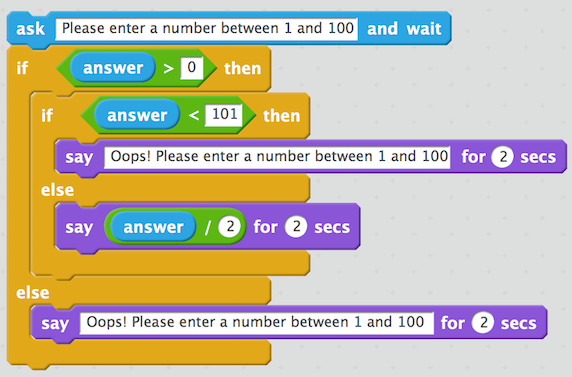 ask Please enter a number between 1 and 100 and wait
if answer > 0 then
if answer < 101 then
say Oops! Please enter a number between 1 and 100 for 2 secs
else
say answer / 2 for 2 secs
else
say Oops! Please enter a number between 1 and 100 for 2 secs